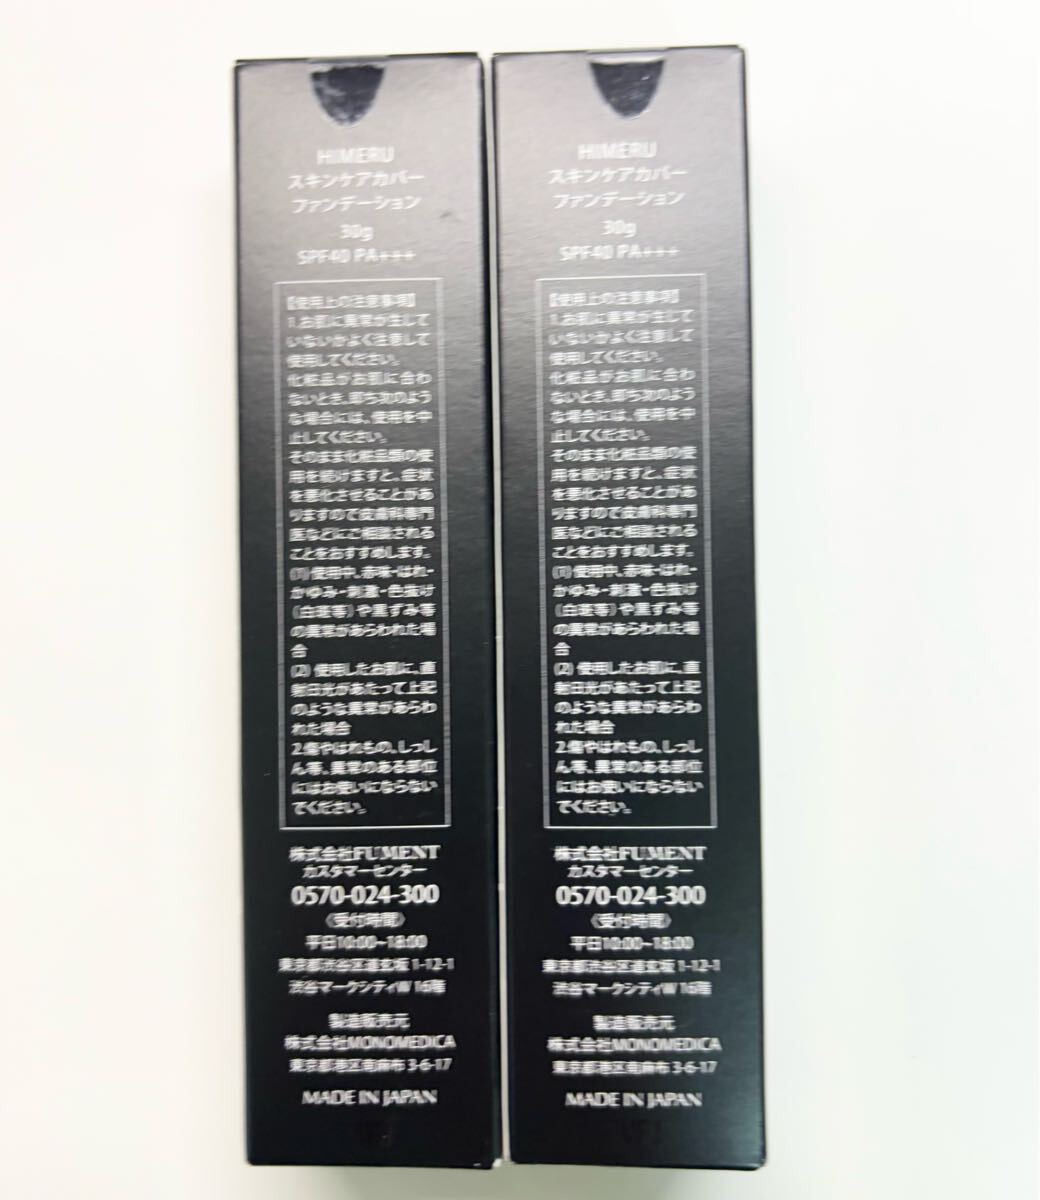 HIMERU
スキンケアカバー
ファンデーション
30g
SPF40 PA+++
【使用上の注意事項】
1.お肌に異常が生じて
いないかよく注意して
使用してください。
化粧品がお肌に合わ
ないとき、即ち次のよう
な場合には、使用を中
止してください。
そのまま化粧品類の使
用を続けますと、症状
を悪化させることがあ
りますので皮膚科専門
医などにご相談される
ことをおすすめします。
(1)使用中、赤味・はれ・
かゆみ・刺激・色抜け
(白斑等)や黒ずみ等
の異常があらわれた場
合
(2) 使用したお肌に、直
射日光があたって上記
のような異常があらわ
れた場合
2.傷やはれもの、しっし
ん等、異常のある部位
にはお使いにならない
でください。
株式会社FUMENT
カスタマーセンター
0570-024-300
〈受付時間〉
平日10:00~18:00
東京都渋谷区道玄坂 1-12-1
渋谷マークシティW 16階
製造販売元
株式会社MONOMEDICA
東京都港区南麻布 3-6-17
MADE IN JAPAN
HIMERU
スキンケアカバー
ファンデーション
30g
SPF40 PA+++
【使用上の注意事項】
1.お肌に異常が生じて
いないかよく注意して
使用してください。
化粧品がお肌に合わ
ないとき、即ち次のよう
な場合には、使用を中
止してください。
そのまま化粧品類の使
用を続けますと、症状
を悪化させることがあ
りますので皮膚科専門
医などにご相談される
ことをおすすめします。
(1)使用中、赤味・はれ・
かゆみ・刺激・色抜け
(白斑等)や黒ずみ等
の異常があらわれた場
合
(2) 使用したお肌に、直
射日光があたって上記
のような異常があらわ
れた場合
2.傷やはれもの、しっし
ん等、異常のある部位
にはお使いにならない
でください。
株式会社FUMENT
カスタマーセンター
0570-024-300
〈受付時間〉
平日10:00~18:00
東京都渋谷区道玄坂 1-12-1
渋谷マークシティW 16階
製造販売元
株式会社MONOMEDICA
東京都港区南麻布 3-6-17
MADE IN JAPAN